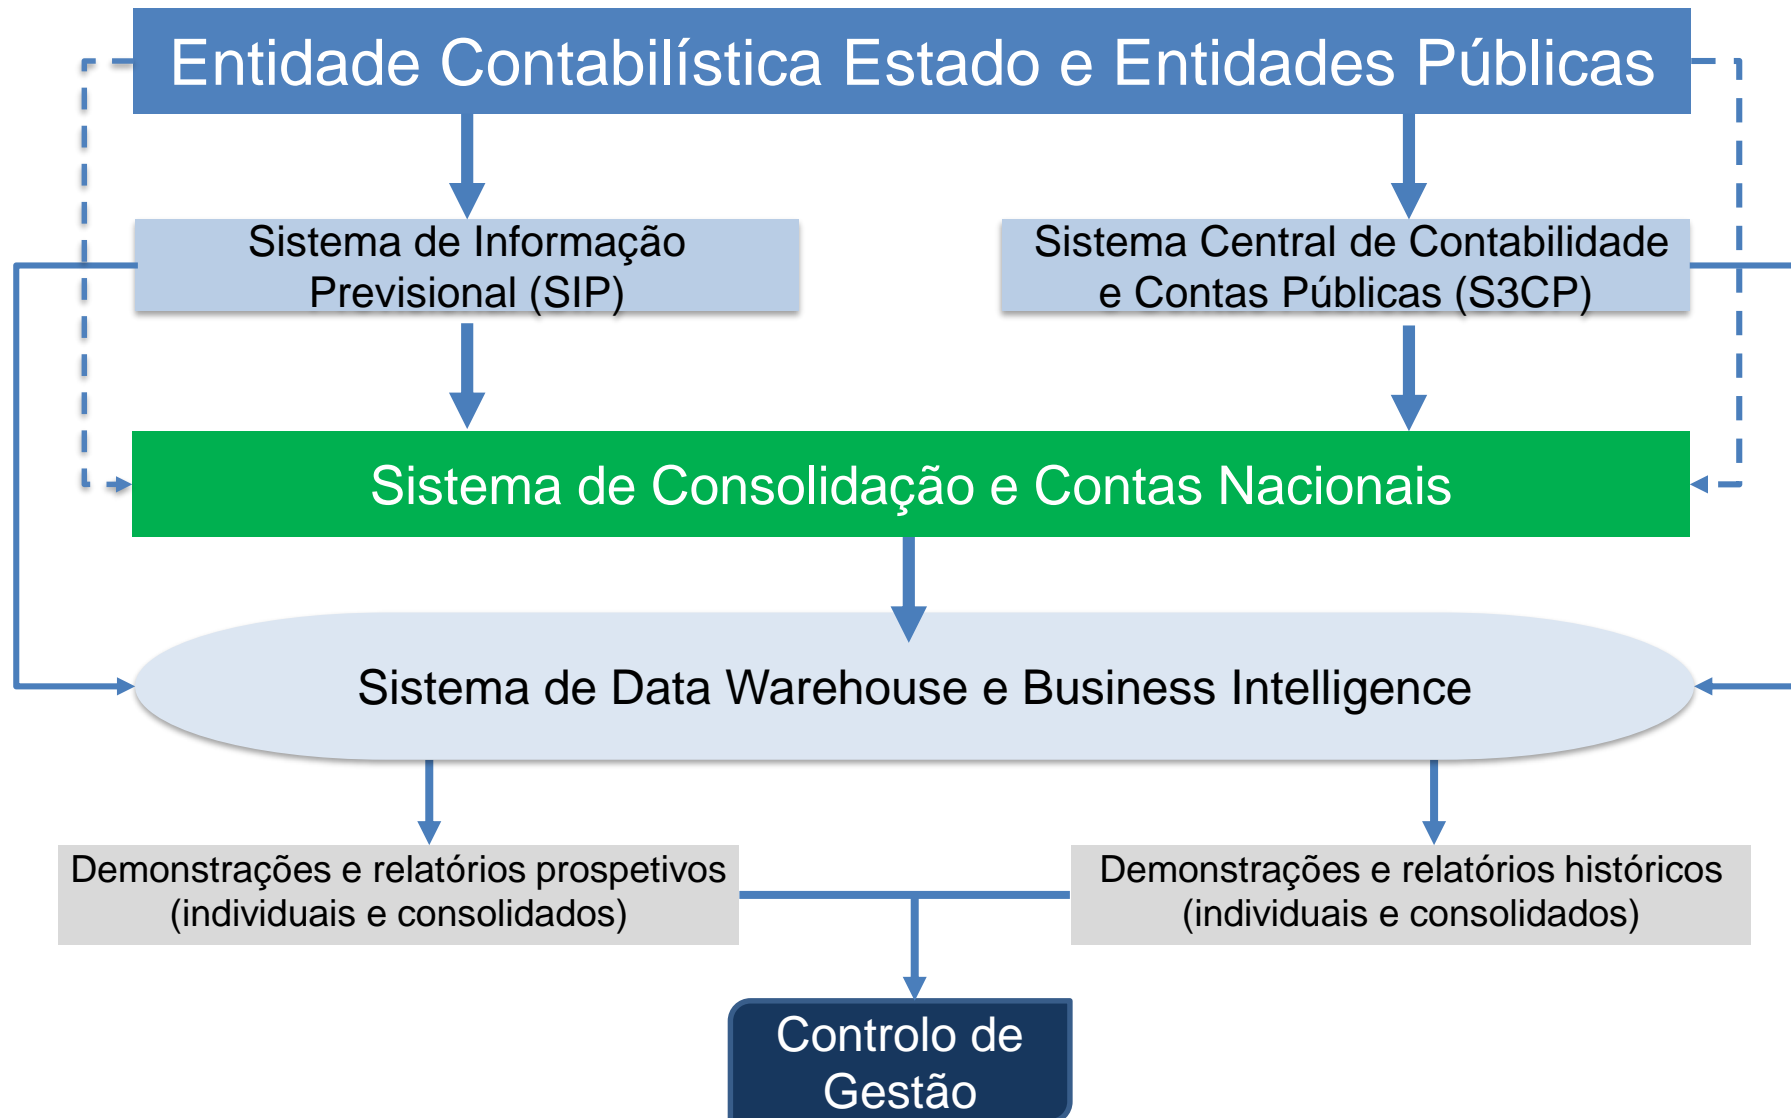 Entidade Contabilística Estado e Entidades Públicas
Sistema de Informação
Previsional (SIP)
Sistema Central de Contabilidade
e Contas Públicas (S3CP)
Sistema de Consolidação e Contas Nacionais
Sistema de Data Warehouse e Business Intelligence
Demonstrações e relatórios prospetivos
(individuais e consolidados)
Demonstrações e relatórios históricos
(individuais e consolidados)
Controlo de
Gestão